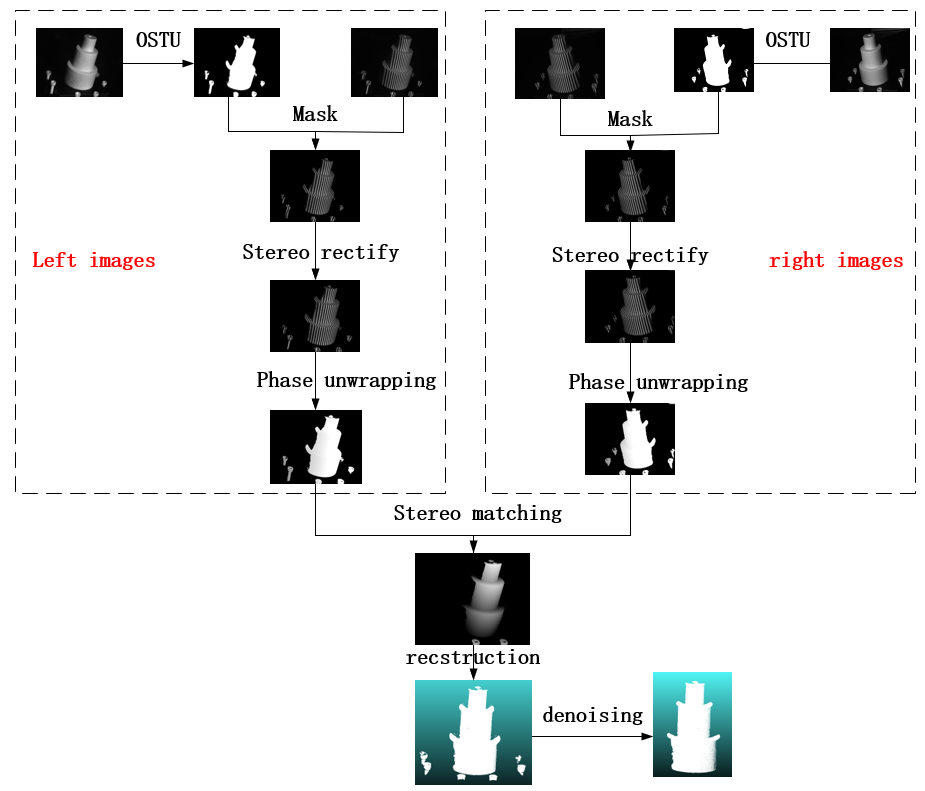 OSTU
OSTU
Mask
Mask
Left images
Stereo rectify
Stereo rectify
right images
Phase unwrapping
Phase unwrapping
Stereo matching
recstruction
denoising